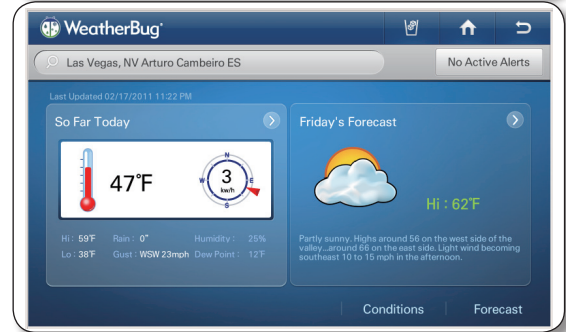 WeatherBug®
Las Vegas, NV Arturo Cambeiro ES
No Active Alerts
Last Updated 02/17/2011 11:22 PM
So Far Today
47°F
N
W
E
S
3
kw/h
Hi : 59°F Rain : 0" Humidity : 25%
Lo : 38°F Gust : WSW 23mph Dew Point : 12°F
Friday's Forecast
Hi : 62°F
Partly sunny. Highs around 56 on the west side of the
valley...around 66 on the east side. Light wind becoming
southeast 10 to 15 mph in the afternoon.
Conditions
Forecast